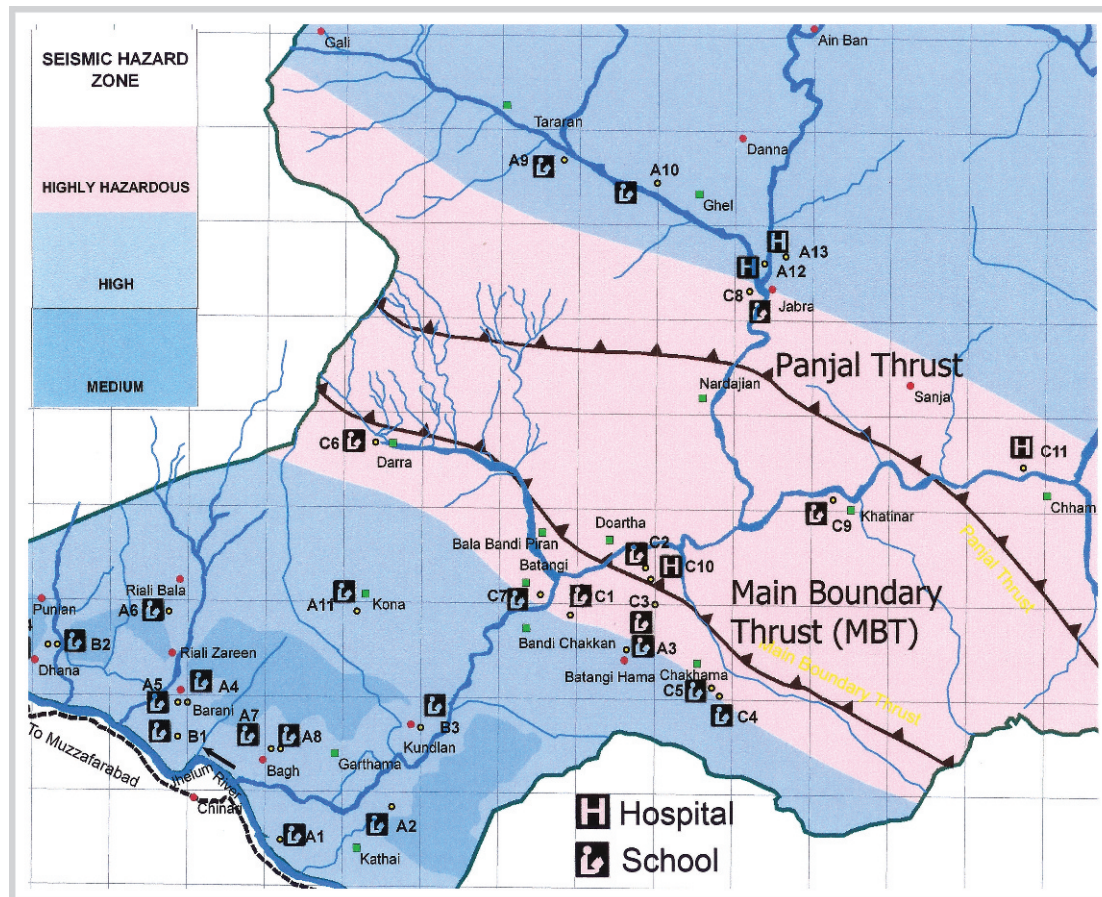 SEISMIC HAZARD
ZONE
HIGHLY HAZARDOUS
HIGH
MEDIUM
Gali
Ain Ban
Tararan
Danna
A9
A10
Ghel
A13
A12
C8
Jabra
Panjal Thrust
Nardajian
Sanja
C6
Darra
C11
Chham
C9
Khatinar
Doartha
Bala Bandi Piran
C2
Batangi
C10
Panjal Thrust
Riali Bala
A6
A11
Kona
C7
C1
C3
Main Boundary
Thrust (MBT)
B2
Bandi Chakkan
A3
Main Boundary Thrust
Dhana
Riali Zareen
Batangi Hama
Chakhama
A5
A4
C5
Barani
C4
B1
A7
A8
B3
Kundlan
To Muzzafarabad
Bagh
Garthama
Jhelum River
Chinari
Hospital
A1
A2
School
Kathai